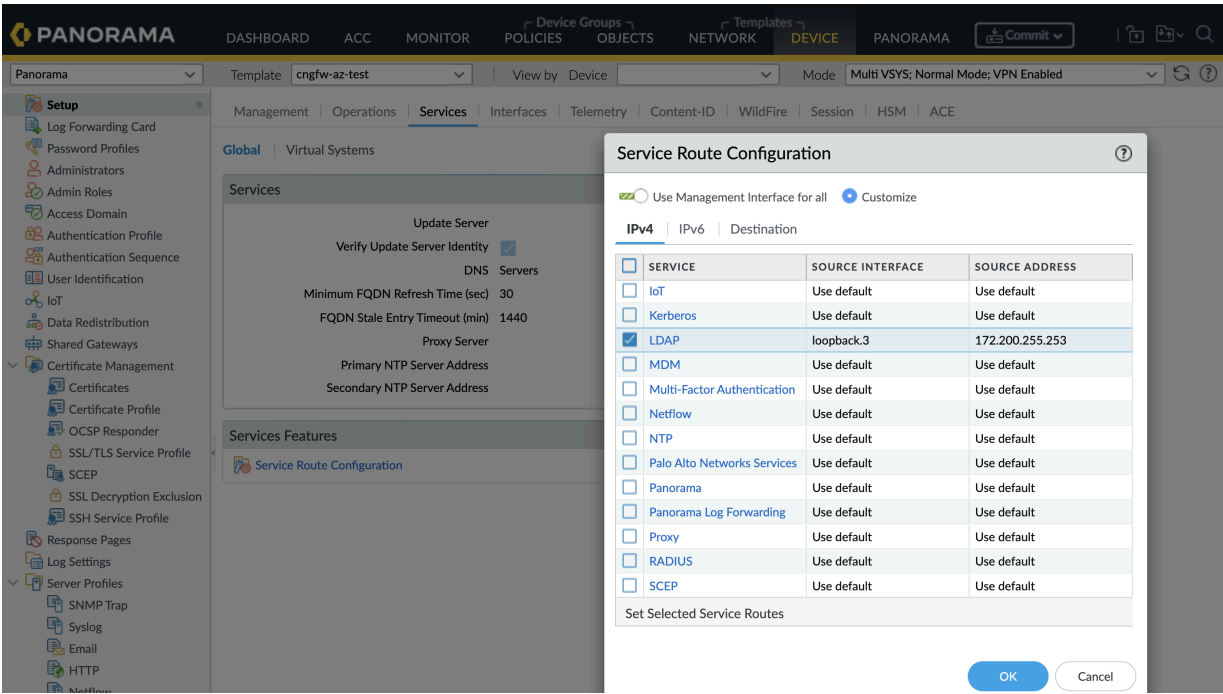 PANORAMA
Device Groups
Templates
DASHBOARD ACC MONITOR POLICIES OBJECTS NETWORK DEVICE PANORAMA Commit
Panorama
Template cngfw-az-test View by Device Mode Multi VSYS; Normal Mode; VPN Enabled
Setup
Log Forwarding Card
Password Profiles
Administrators
Admin Roles
Access Domain
Authentication Profile
Authentication Sequence
User Identification
IoT
Data Redistribution
Shared Gateways
Certificate Management
Certificates
Certificate Profile
OCSP Responder
SSL/TLS Service Profile
SCEP
SSL Decryption Exclusion
SSH Service Profile
Response Pages
Log Settings
Server Profiles
SNMP Trap
Syslog
Email
HTTP
Netflow
Management Operations Services Interfaces Telemetry Content-ID WildFire Session HSM ACE
Global Virtual Systems
Services
Update Server
Verify Update Server Identity
DNS Servers
Minimum FQDN Refresh Time (sec) 30
FQDN Stale Entry Timeout (min) 1440
Proxy Server
Primary NTP Server Address
Secondary NTP Server Address
Services Features
Service Route Configuration
Service Route Configuration
Use Management Interface for all Customize
IPv4 IPv6 Destination
SERVICE SOURCE INTERFACE SOURCE ADDRESS
IoT Use default Use default
Kerberos Use default Use default
LDAP loopback.3 172.200.255.253
MDM Use default Use default
Multi-Factor Authentication Use default Use default
Netflow Use default Use default
NTP Use default Use default
Palo Alto Networks Services Use default Use default
Panorama Use default Use default
Panorama Log Forwarding Use default Use default
Proxy Use default Use default
RADIUS Use default Use default
SCEP Use default Use default
Set Selected Service Routes
OK Cancel